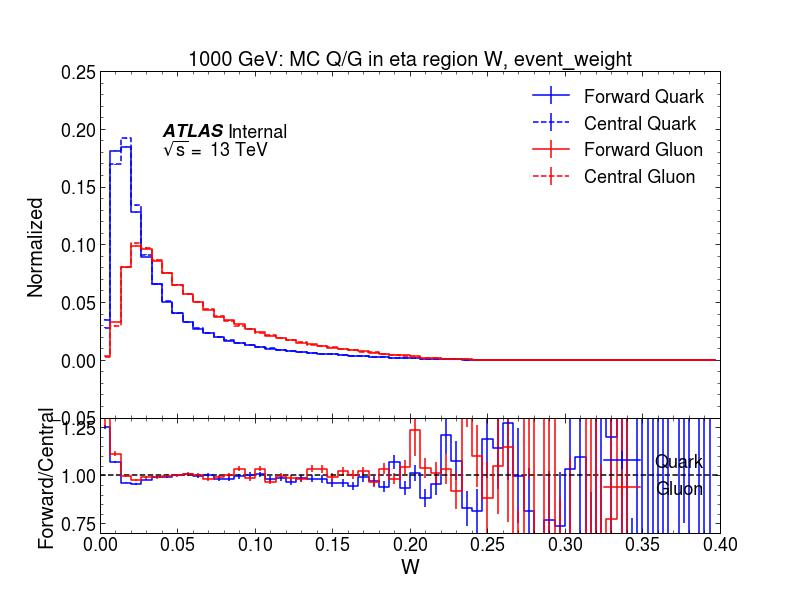 1000 GeV: MC Q/G in eta region W, event_weight
0.25
0.20
0.15
0.10
0.05
0.00
Normalized
ATLAS Internal
√s = 13 TeV
Forward Quark
Central Quark
Forward Gluon
Central Gluon
0.05
1.25
1.00
0.75
Forward/Central
Quark
Gluon
0.00 0.05 0.10 0.15 0.20 0.25 0.30 0.35 0.40
W